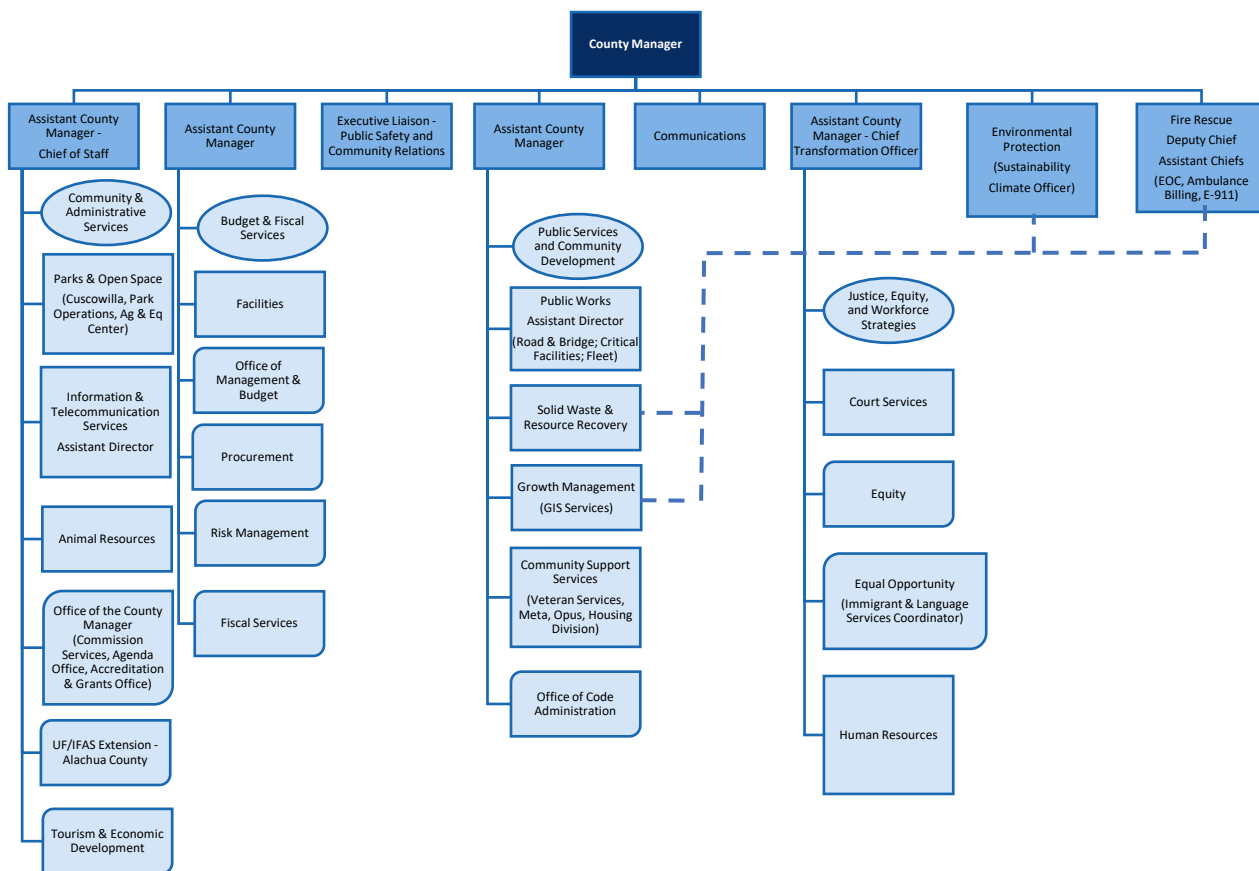 County Manager
Assistant County
Manager -
Chief of Staff
Assistant County
Manager
Executive Liaison -
Public Safety and
Community Relations
Assistant County
Manager
Communications
Assistant County
Manager - Chief
Transformation Officer
Environmental
Protection
(Sustainability
Climate Officer)
Fire Rescue
Deputy Chief
Assistant Chiefs
(EOC, Ambulance
Billing, E-911)
Community &
Administrative
Services
Parks & Open Space
(Cuscowilla, Park
Operations, Ag & Eq
Center)
Information &
Telecommunication
Services
Assistant Director
Animal Resources
Office of the County
Manager
(Commission
Services, Agenda
Office, Accreditation
& Grants Office)
UF/IFAS Extension -
Alachua County
Tourism & Economic
Development
Budget & Fiscal
Services
Facilities
Office of
Management &
Budget
Procurement
Risk Management
Fiscal Services
Public Services
and Community
Development
Public Works
Assistant Director
(Road & Bridge; Critical
Facilities; Fleet)
Solid Waste &
Resource Recovery
Growth Management
(GIS Services)
Community Support
Services
(Veteran Services,
Meta, Opus, Housing
Division)
Office of Code
Administration
Justice, Equity,
and Workforce
Strategies
Court Services
Equity
Equal Opportunity
(Immigrant & Language
Services Coordinator)
Human Resources